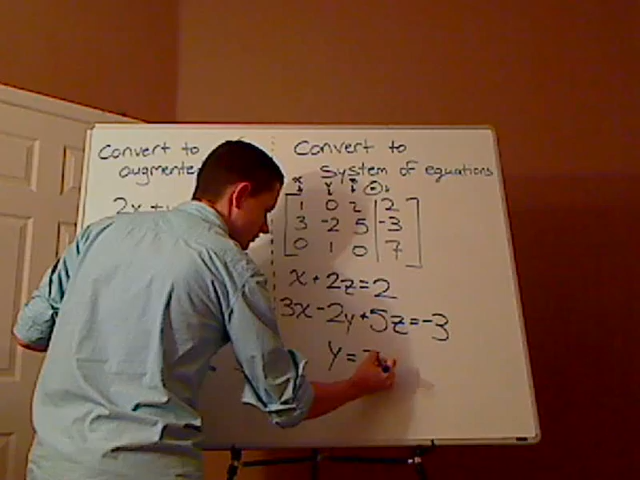 Convert to
augmente
2x +
Convert to
System of equations
x y z = #
1 0 2 2
3 -2 5 -3
0 1 0 7
x + 2z = 2
3x - 2y + 5z = -3
y =